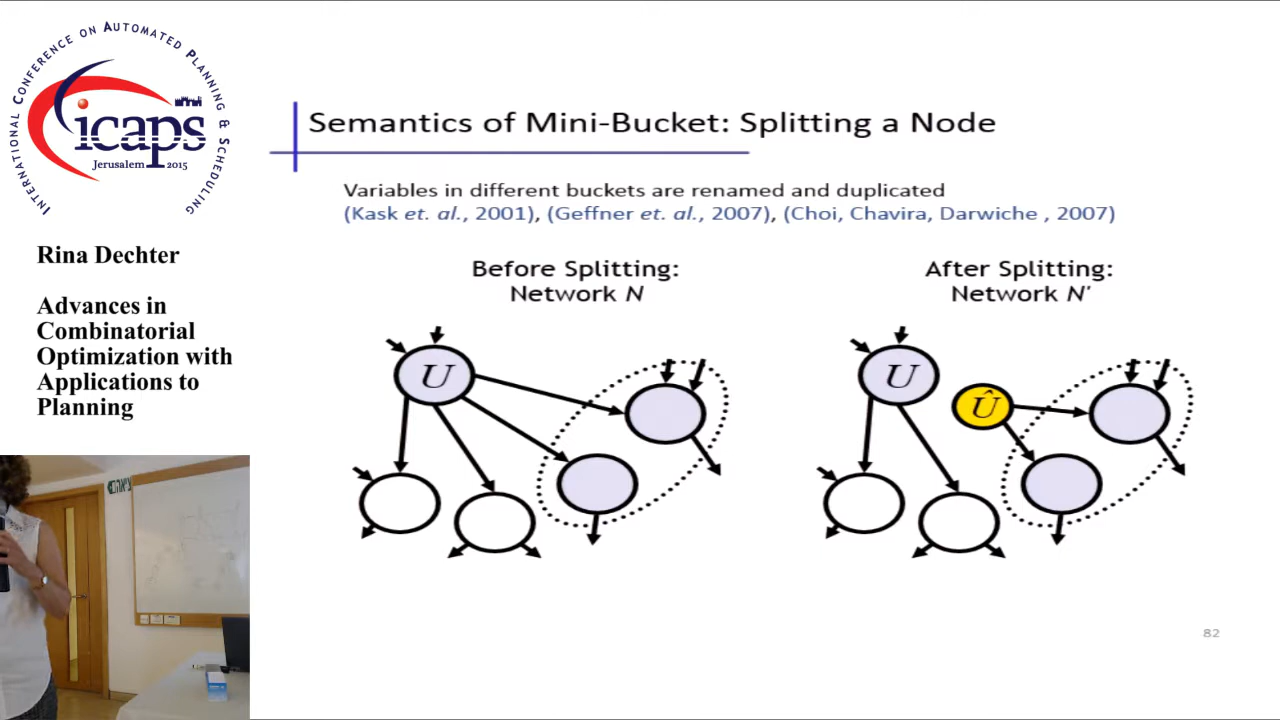 INTERNATIONAL CONFERENCE ON AUTOMATED PLANNING & SCHEDULING
icaps
Jerusalem 2015
Rina Dechter
Advances in
Combinatorial
Optimization with
Applications to
Planning
Semantics of Mini-Bucket: Splitting a Node
Variables in different buckets are renamed and duplicated
(Kask et. al., 2001), (Geffner et. al., 2007), (Choi, Chavira, Darwiche , 2007)
Before Splitting:
Network N
After Splitting:
Network N'
U
U
Û
82